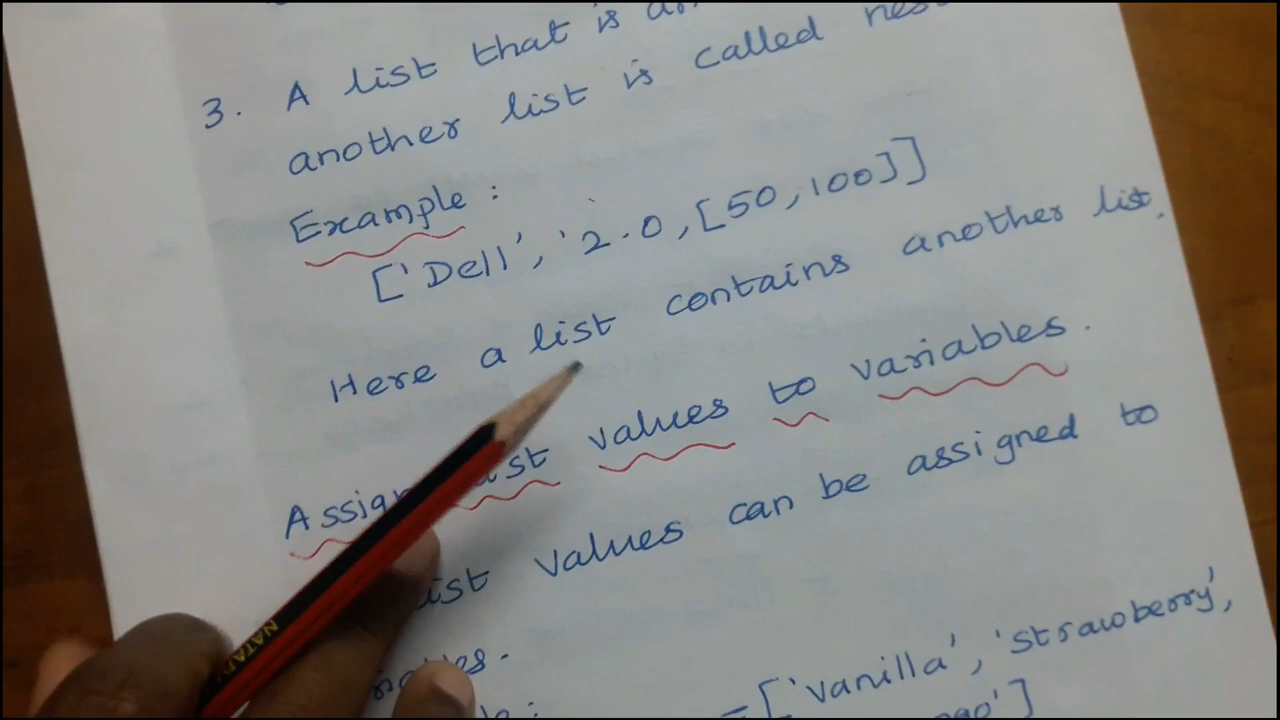 3. A list that is
another list is called
Example :
['Dell', '2.0, [50, 100]]
Here a list contains another list.
values to variables.
values can be assigned to
['vanilla', 'strawberry',
NATAR